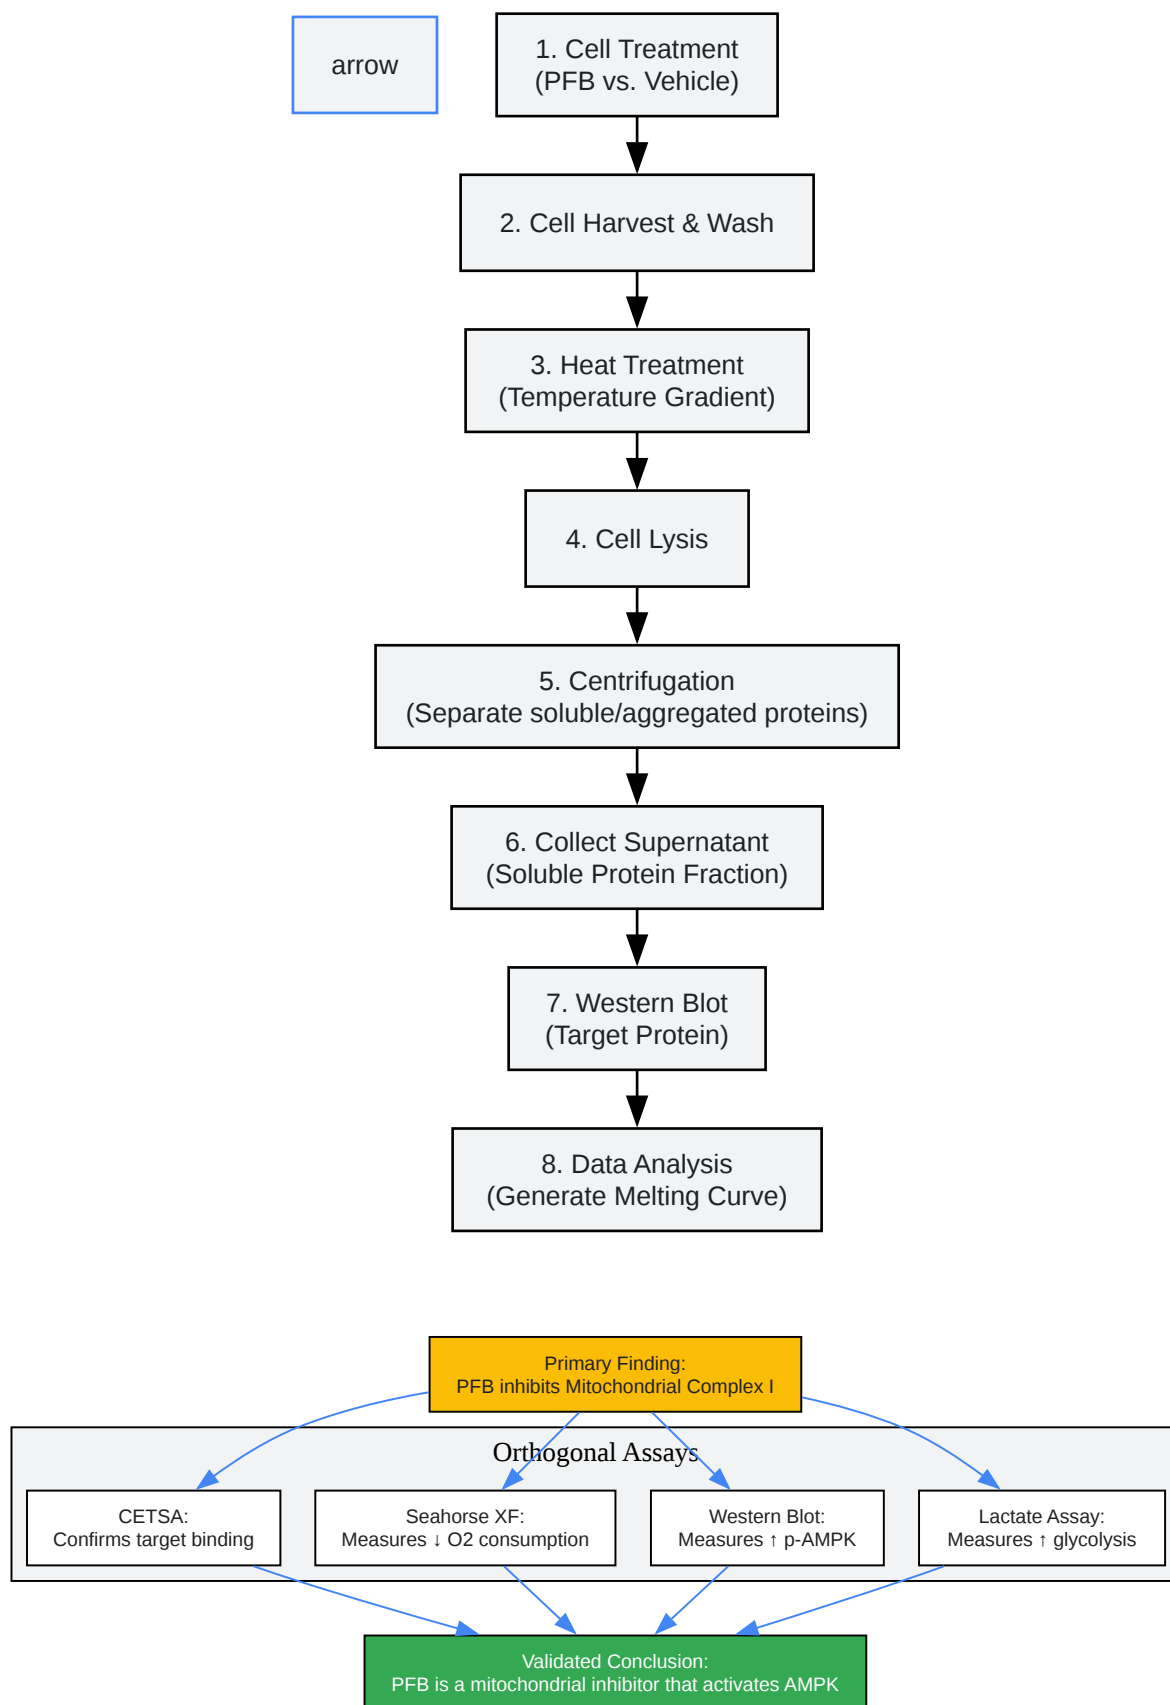 arrow
1. Cell Treatment
(PFB vs. Vehicle)
2. Cell Harvest & Wash
3. Heat Treatment
(Temperature Gradient)
4. Cell Lysis
5. Centrifugation
(Separate soluble/aggregated proteins)
6. Collect Supernatant
(Soluble Protein Fraction)
7. Western Blot
(Target Protein)
8. Data Analysis
(Generate Melting Curve)
Primary Finding:
PFB inhibits Mitochondrial Complex I
Orthogonal Assays
CETSA:
Confirms target binding
Seahorse XF:
Measures ↓ O2 consumption
Western Blot:
Measures ↑ p-AMPK
Lactate Assay:
Measures ↑ glycolysis
Validated Conclusion:
PFB is a mitochondrial inhibitor that activates AMPK